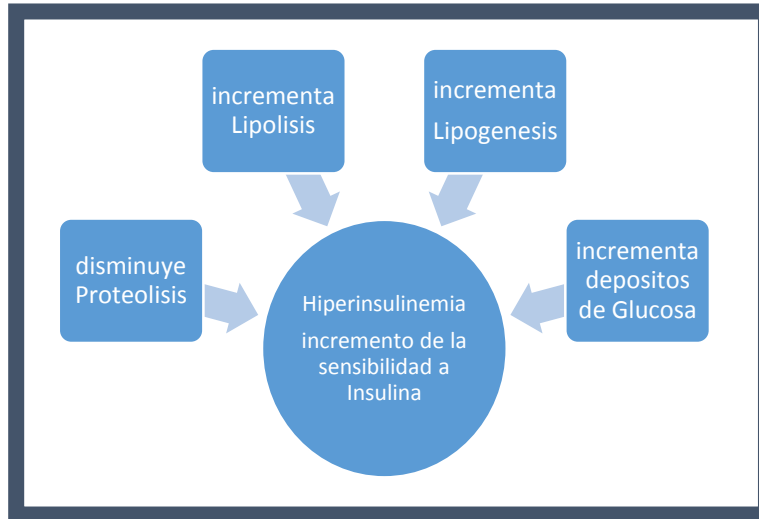 incrementa
Lipolisis
incrementa
Lipogenesis
disminuye
Proteolisis
incrementa
depositos
de Glucosa
Hiperinsulinemia
incremento de la
sensibilidad a
Insulina